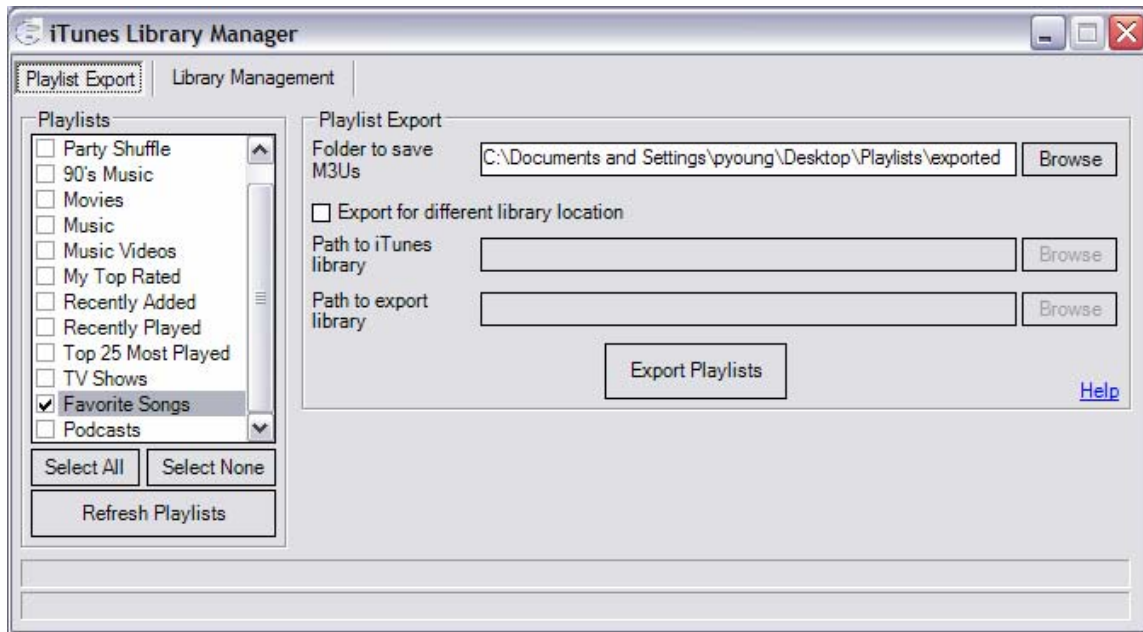 iTunes Library Manager
Playlist Export
Library Management
Playlists
Party Shuffle
90's Music
Movies
Music
Music Videos
My Top Rated
Recently Added
Recently Played
Top 25 Most Played
TV Shows
Favorite Songs
Podcasts
Select All
Select None
Refresh Playlists
Playlist Export
Folder to save
M3Us
C:\Documents and Settings\pyoung\Desktop\Playlists\exported
Browse
Export for different library location
Path to iTunes
library
Browse
Path to export
library
Browse
Export Playlists
Help